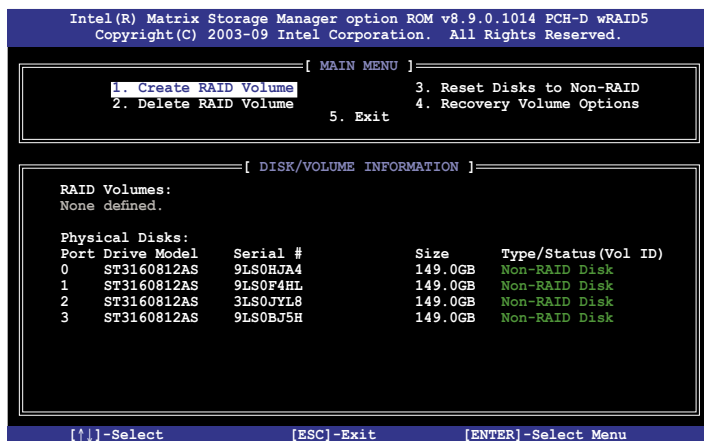 Intel(R) Matrix Storage Manager option ROM v8.9.0.1014 PCH-D wRAID5
Copyright(C) 2003-09 Intel Corporation. All Rights Reserved.
[ MAIN MENU ]
1. Create RAID Volume 3. Reset Disks to Non-RAID
2. Delete RAID Volume 4. Recovery Volume Options
5. Exit
[ DISK/VOLUME INFORMATION ]
RAID Volumes:
None defined.
Physical Disks:
Port Drive Model Serial # Size Type/Status(Vol ID)
0 ST3160812AS 9LS0HJA4 149.0GB Non-RAID Disk
1 ST3160812AS 9LS0F4HL 149.0GB Non-RAID Disk
2 ST3160812AS 3LS0JYL8 149.0GB Non-RAID Disk
3 ST3160812AS 9LS0BJ5H 149.0GB Non-RAID Disk
[↑↓]-Select [ESC]-Exit [ENTER]-Select Menu